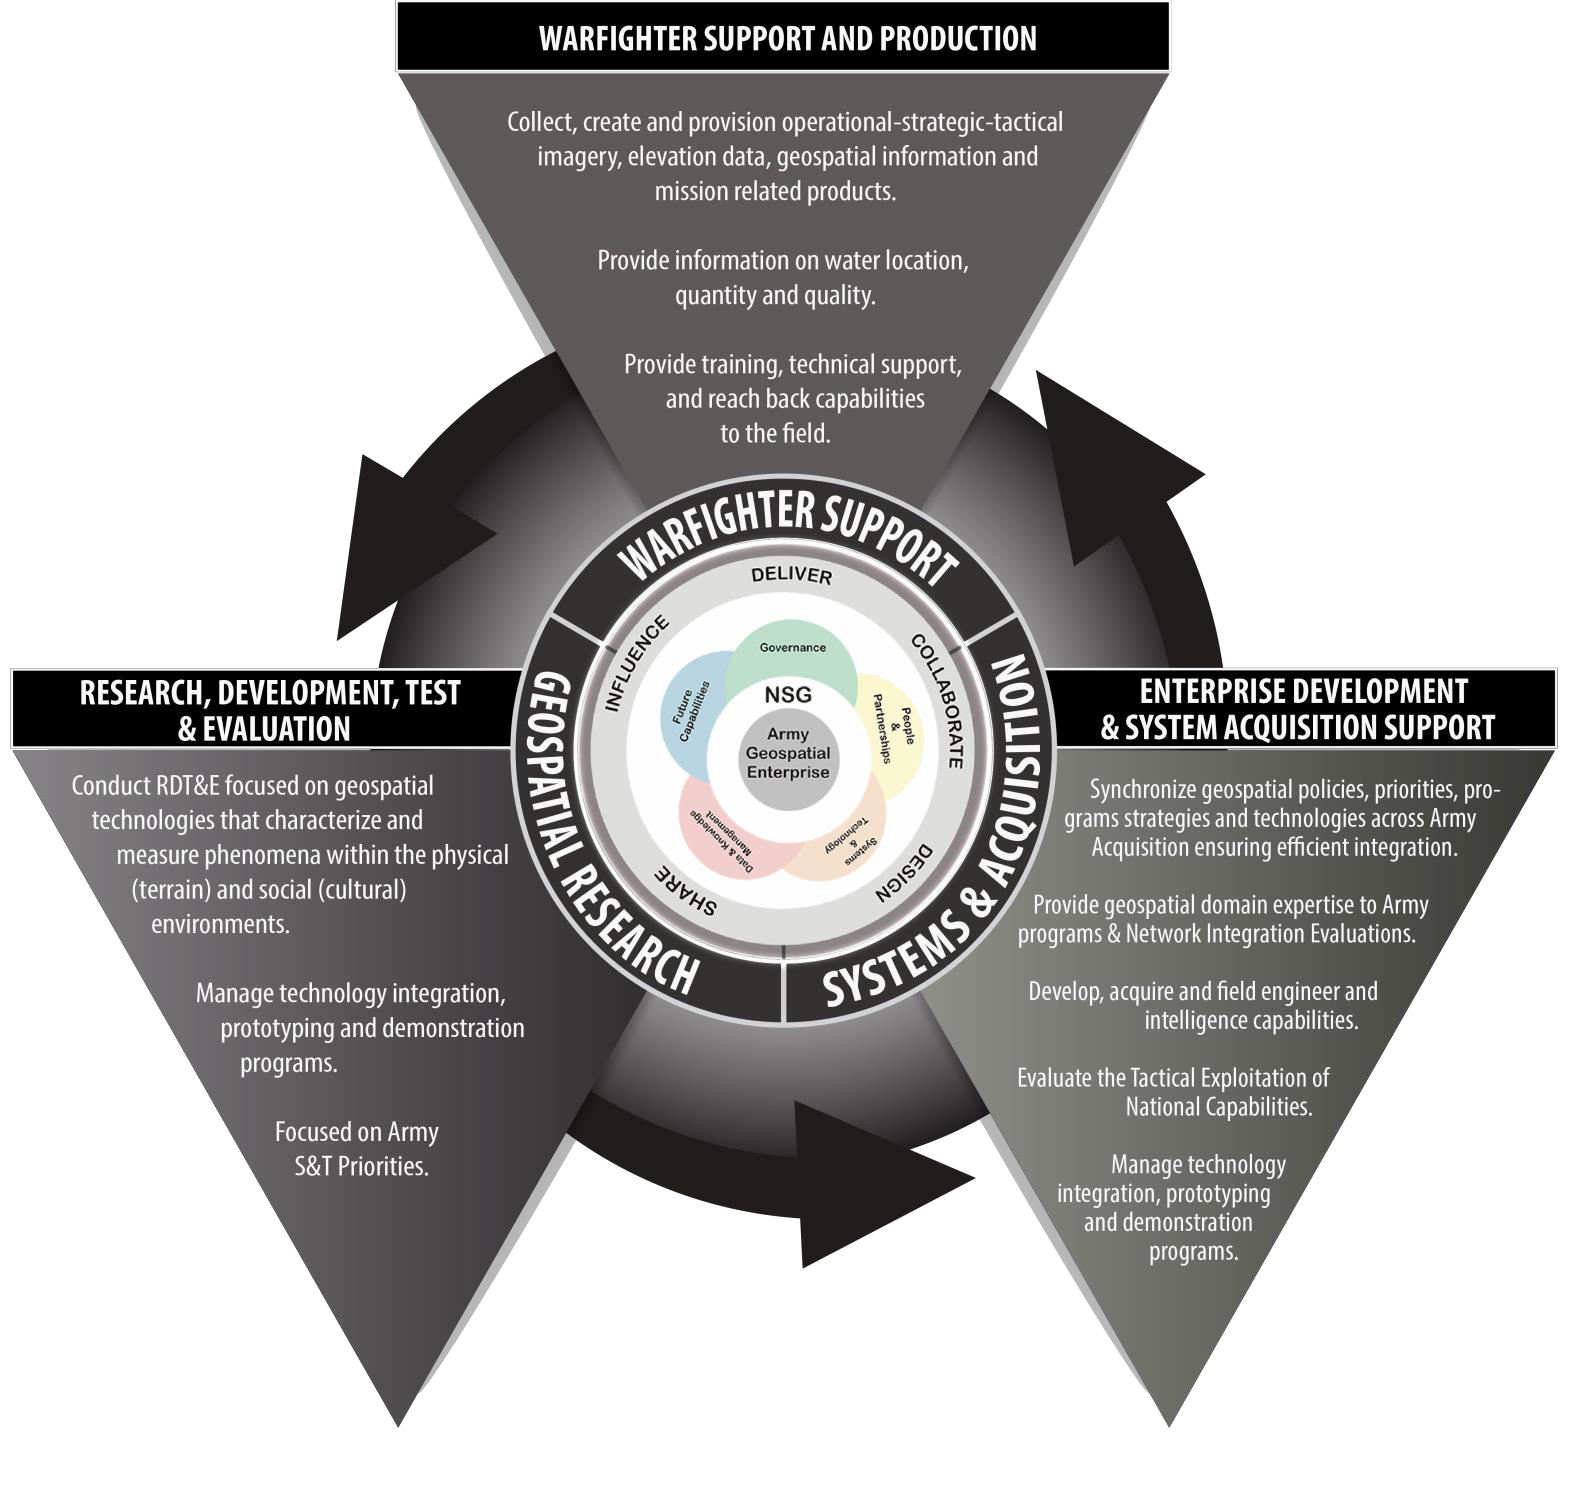 WARFIGHTER SUPPORT AND PRODUCTION
Collect, create and provision operational-strategic-tactical
imagery, elevation data, geospatial information and
mission related products.
Provide information on water location,
quantity and quality.
Provide training, technical support,
and reach back capabilities
to the field.
WARFIGHTER SUPPORT
GEOSPATIAL RESEARCH
SYSTEMS & ACQUISITION
DELIVER
INFLUENCE
COLLABORATE
SHARE
DESIGN
Governance
Future
Capabilities
People
&
Partnerships
Data & Knowledge
Management
Systems
&
Technology
NSG
Army
Geospatial
Enterprise
RESEARCH, DEVELOPMENT, TEST
& EVALUATION
Conduct RDT&E focused on geospatial
technologies that characterize and
measure phenomena within the physical
(terrain) and social (cultural)
environments.
Manage technology integration,
prototyping and demonstration
programs.
Focused on Army
S&T Priorities.
ENTERPRISE DEVELOPMENT
& SYSTEM ACQUISITION SUPPORT
Synchronize geospatial policies, priorities, pro-
grams strategies and technologies across Army
Acquisition ensuring efficient integration.
Provide geospatial domain expertise to Army
programs & Network Integration Evaluations.
Develop, acquire and field engineer and
intelligence capabilities.
Evaluate the Tactical Exploitation of
National Capabilities.
Manage technology
integration, prototyping
and demonstration
programs.